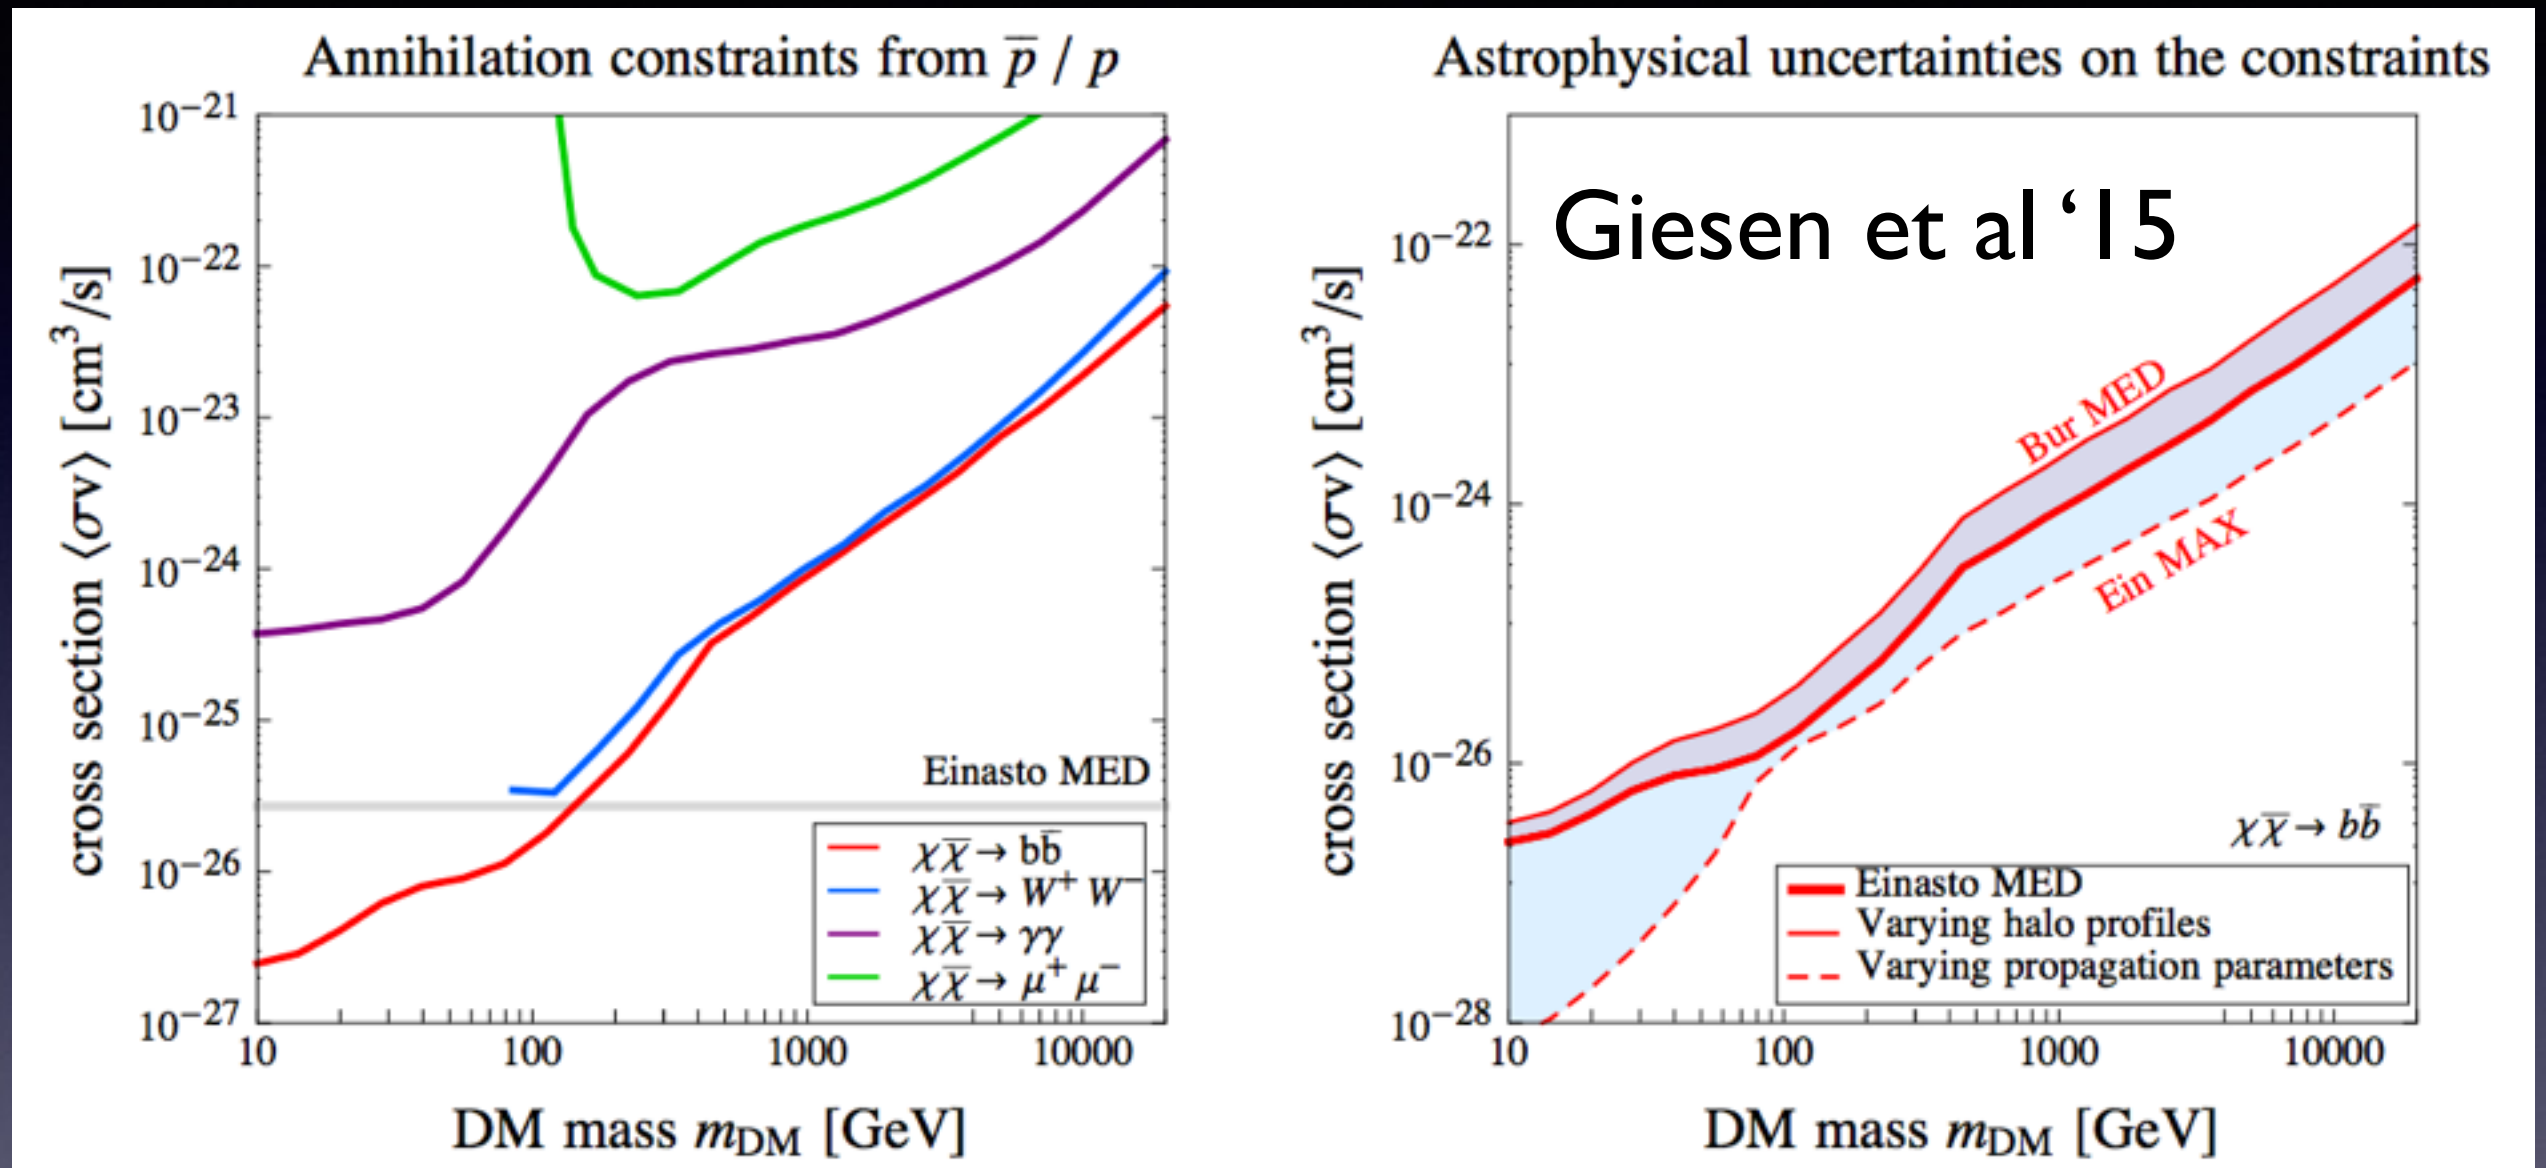 Annihilation constraints from p̅ / p
10⁻²¹
10⁻²²
10⁻²³
10⁻²⁴
10⁻²⁵
10⁻²⁶
10⁻²⁷
cross section ⟨σv⟩ [cm³/s]
Einasto MED
χχ̅ → bb̅
χχ̅ → W⁺ W⁻
χχ̅ → γγ
χχ̅ → μ⁺ μ⁻
10 100 1000 10000
DM mass m_DM [GeV]
Astrophysical uncertainties on the constraints
Giesen et al ‘15
10⁻²²
10⁻²⁴
10⁻²⁶
10⁻²⁸
cross section ⟨σv⟩ [cm³/s]
Bur MED
Ein MAX
χχ̅ → bb̅
Einasto MED
Varying halo profiles
Varying propagation parameters
10 100 1000 10000
DM mass m_DM [GeV]